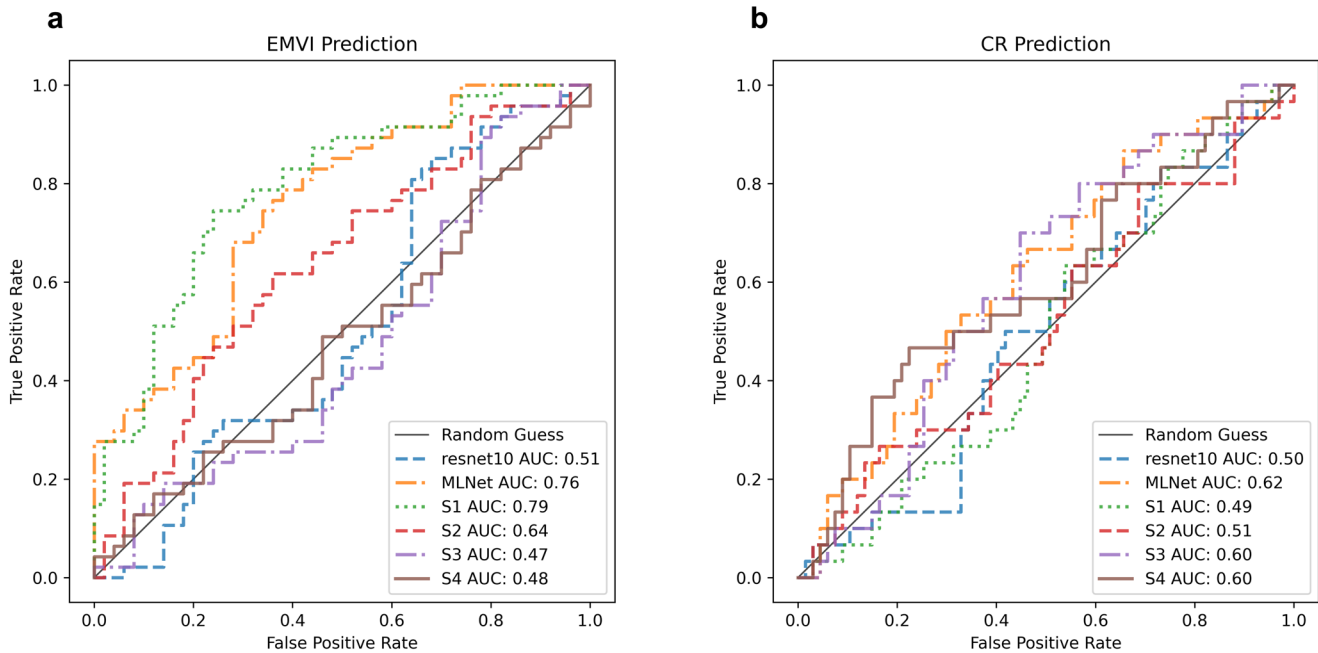 a
EMVI Prediction
True Positive Rate
1.0
0.8
0.6
0.4
0.2
0.0
Random Guess
resnet10 AUC: 0.51
MLNet AUC: 0.76
S1 AUC: 0.79
S2 AUC: 0.64
S3 AUC: 0.47
S4 AUC: 0.48
0.0 0.2 0.4 0.6 0.8 1.0
False Positive Rate
b
CR Prediction
True Positive Rate
1.0
0.8
0.6
0.4
0.2
0.0
Random Guess
resnet10 AUC: 0.50
MLNet AUC: 0.62
S1 AUC: 0.49
S2 AUC: 0.51
S3 AUC: 0.60
S4 AUC: 0.60
0.0 0.2 0.4 0.6 0.8 1.0
False Positive Rate